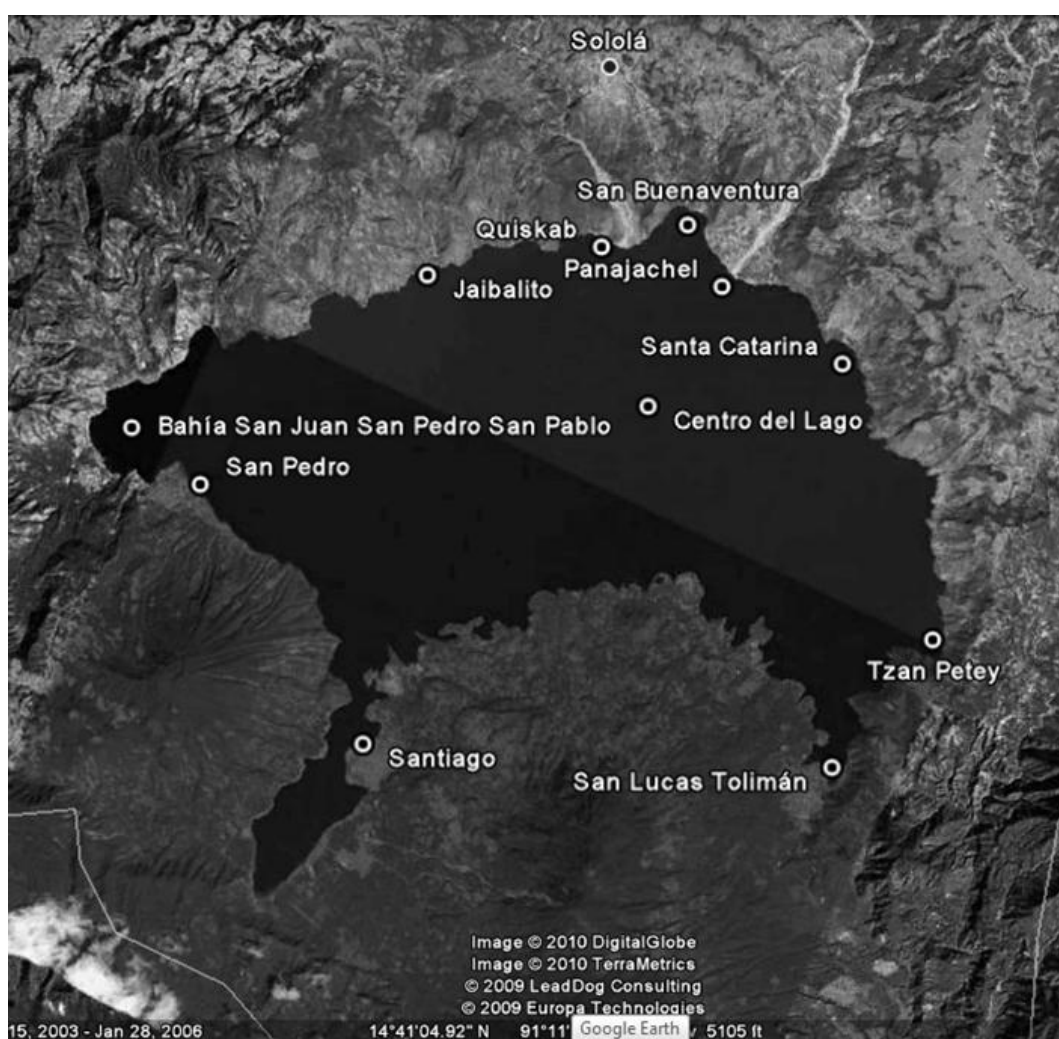 Sololá
San Buenaventura
Quiskab
Panajachel
Jaibalito
Santa Catarina
Centro del Lago
Bahía San Juan San Pedro San Pablo
San Pedro
Tzan Petey
Santiago
San Lucas Tolimán
Image © 2010 DigitalGlobe
Image © 2010 TerraMetrics
© 2009 LeadDog Consulting
© 2009 Europa Technologies
15, 2003 - Jan 28, 2006 14°41'04.92" N 91°11' Google Earth 5105 ft